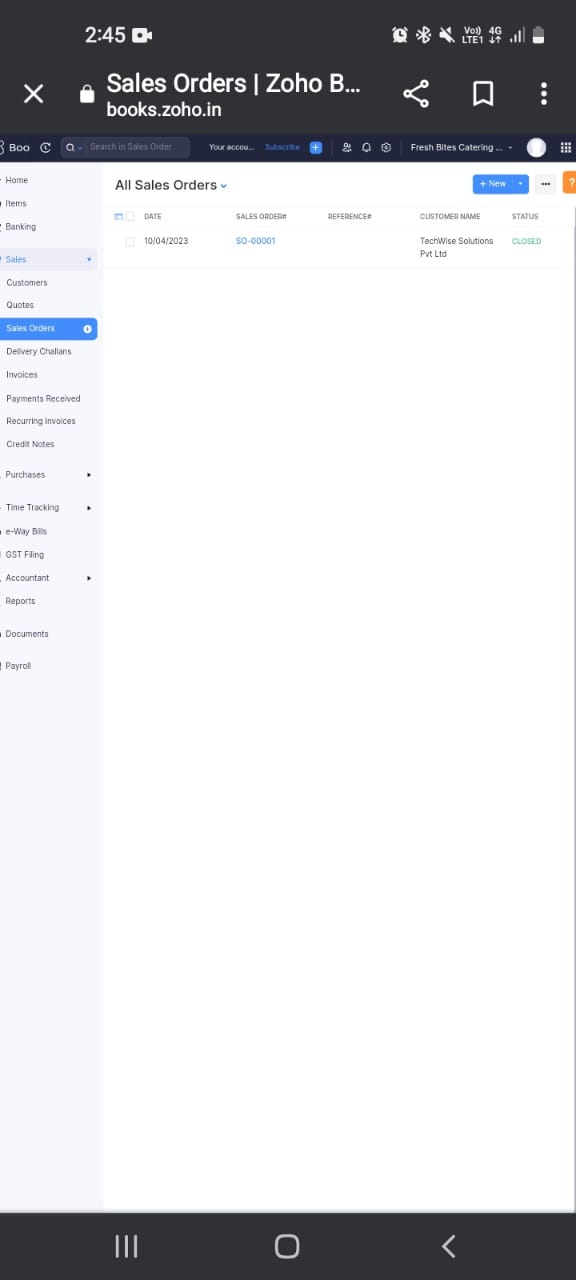 2:45
Vo)) 4G
LTE1
Sales Orders | Zoho B...
books.zoho.in
Boo
Search in Sales Order
Your accou...
Subscribe
Fresh Bites Catering ...
Home
Items
Banking
Sales
Customers
Quotes
Sales Orders
Delivery Challans
Invoices
Payments Received
Recurring Invoices
Credit Notes
Purchases
Time Tracking
e-Way Bills
GST Filing
Accountant
Reports
Documents
Payroll
All Sales Orders
+ New
?
DATE SALES ORDER# REFERENCE# CUSTOMER NAME STATUS
10/04/2023 SO-00001 TechWise Solutions CLOSED
Pvt Ltd